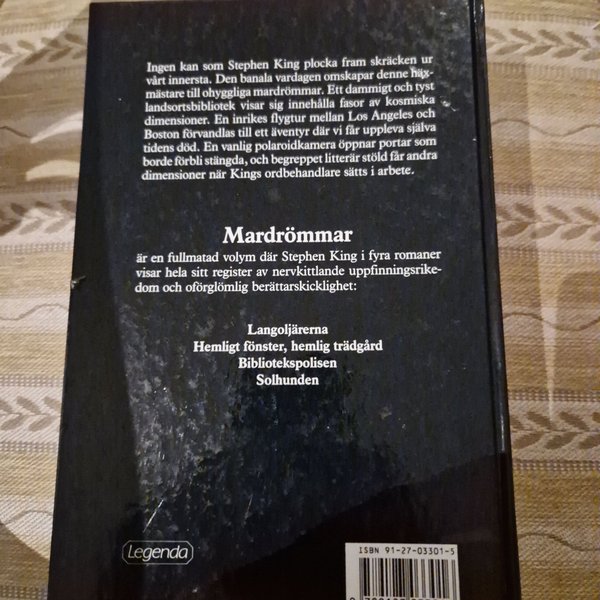 Ingen kan som Stephen King plocka fram skräcken ur
vårt innersta. Den banala vardagen omskapar denne häx-
mästare till ohyggliga mardrömmar. Ett dammigt och tyst
landsortsbibliotek visar sig innehålla fasor av kosmiska
dimensioner. En inrikes flygtur mellan Los Angeles och
Boston förvandlas till ett äventyr där vi får uppleva själva
tidens död. En vanlig polaroidkamera öppnar portar som
borde förbli stängda, och begreppet litterär stöld får andra
dimensioner när Kings ordbehandlare sätts i arbete.
Mardrömmar
är en fullmatad volym där Stephen King i fyra romaner
visar hela sitt register av nervkittlande uppfinningsrike-
dom och oförglömlig berättarskicklighet:
Langoljärerna
Hemligt fönster, hemlig trädgård
Bibliotekspolisen
Solhunden
Legenda
ISBN 91-27-03301-5